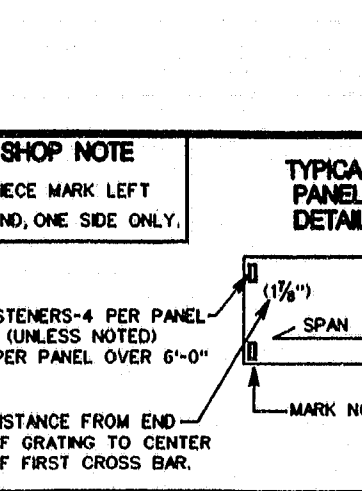 SHOP NOTE
IECE MARK LEFT
ND, ONE SIDE ONLY.
TYPICA
PANEL
DETAIL
STENERS-4 PER PANEL
(UNLESS NOTED)
PER PANEL OVER 6'-0"
(1⅞")
SPAN
MARK NO
ISTANCE FROM END
F GRATING TO CENTER
F FIRST CROSS BAR.